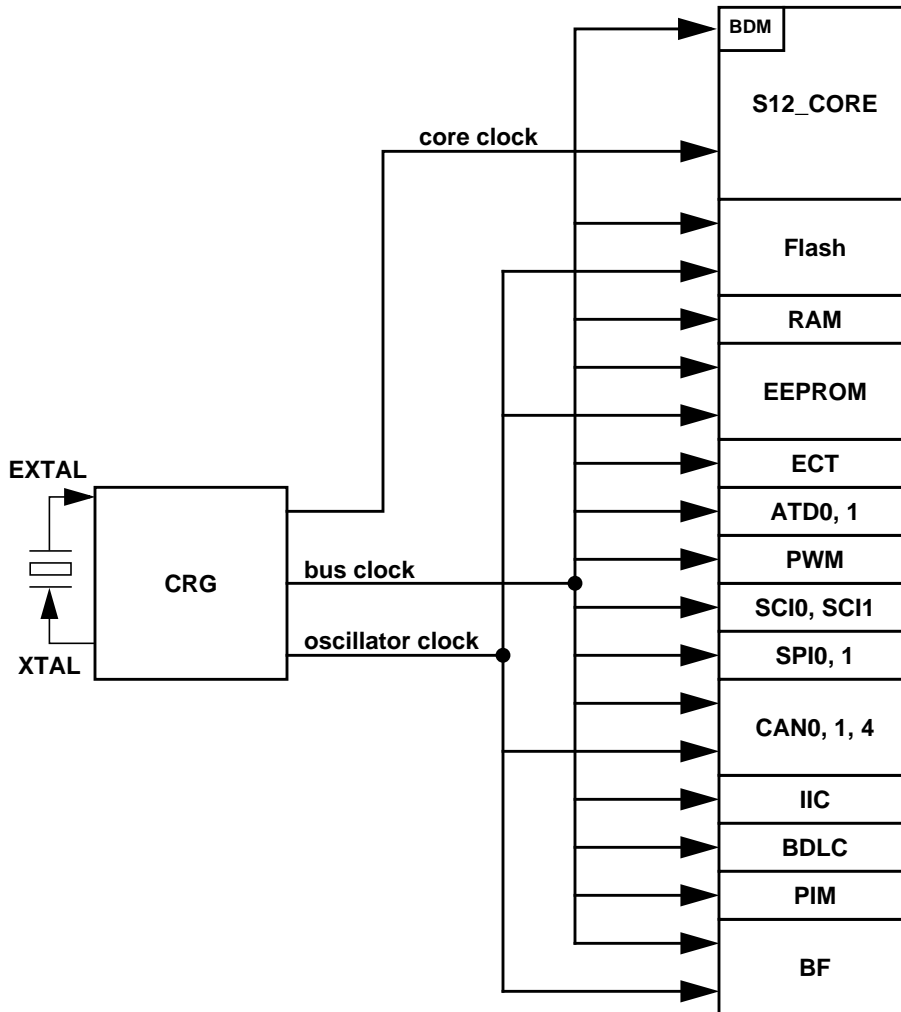 BDM
S12_CORE
core clock
Flash
RAM
EEPROM
EXTAL
ECT
ATD0, 1
PWM
CRG
bus clock
SCI0, SCI1
oscillator clock
SPI0, 1
XTAL
CAN0, 1, 4
IIC
BDLC
PIM
BF